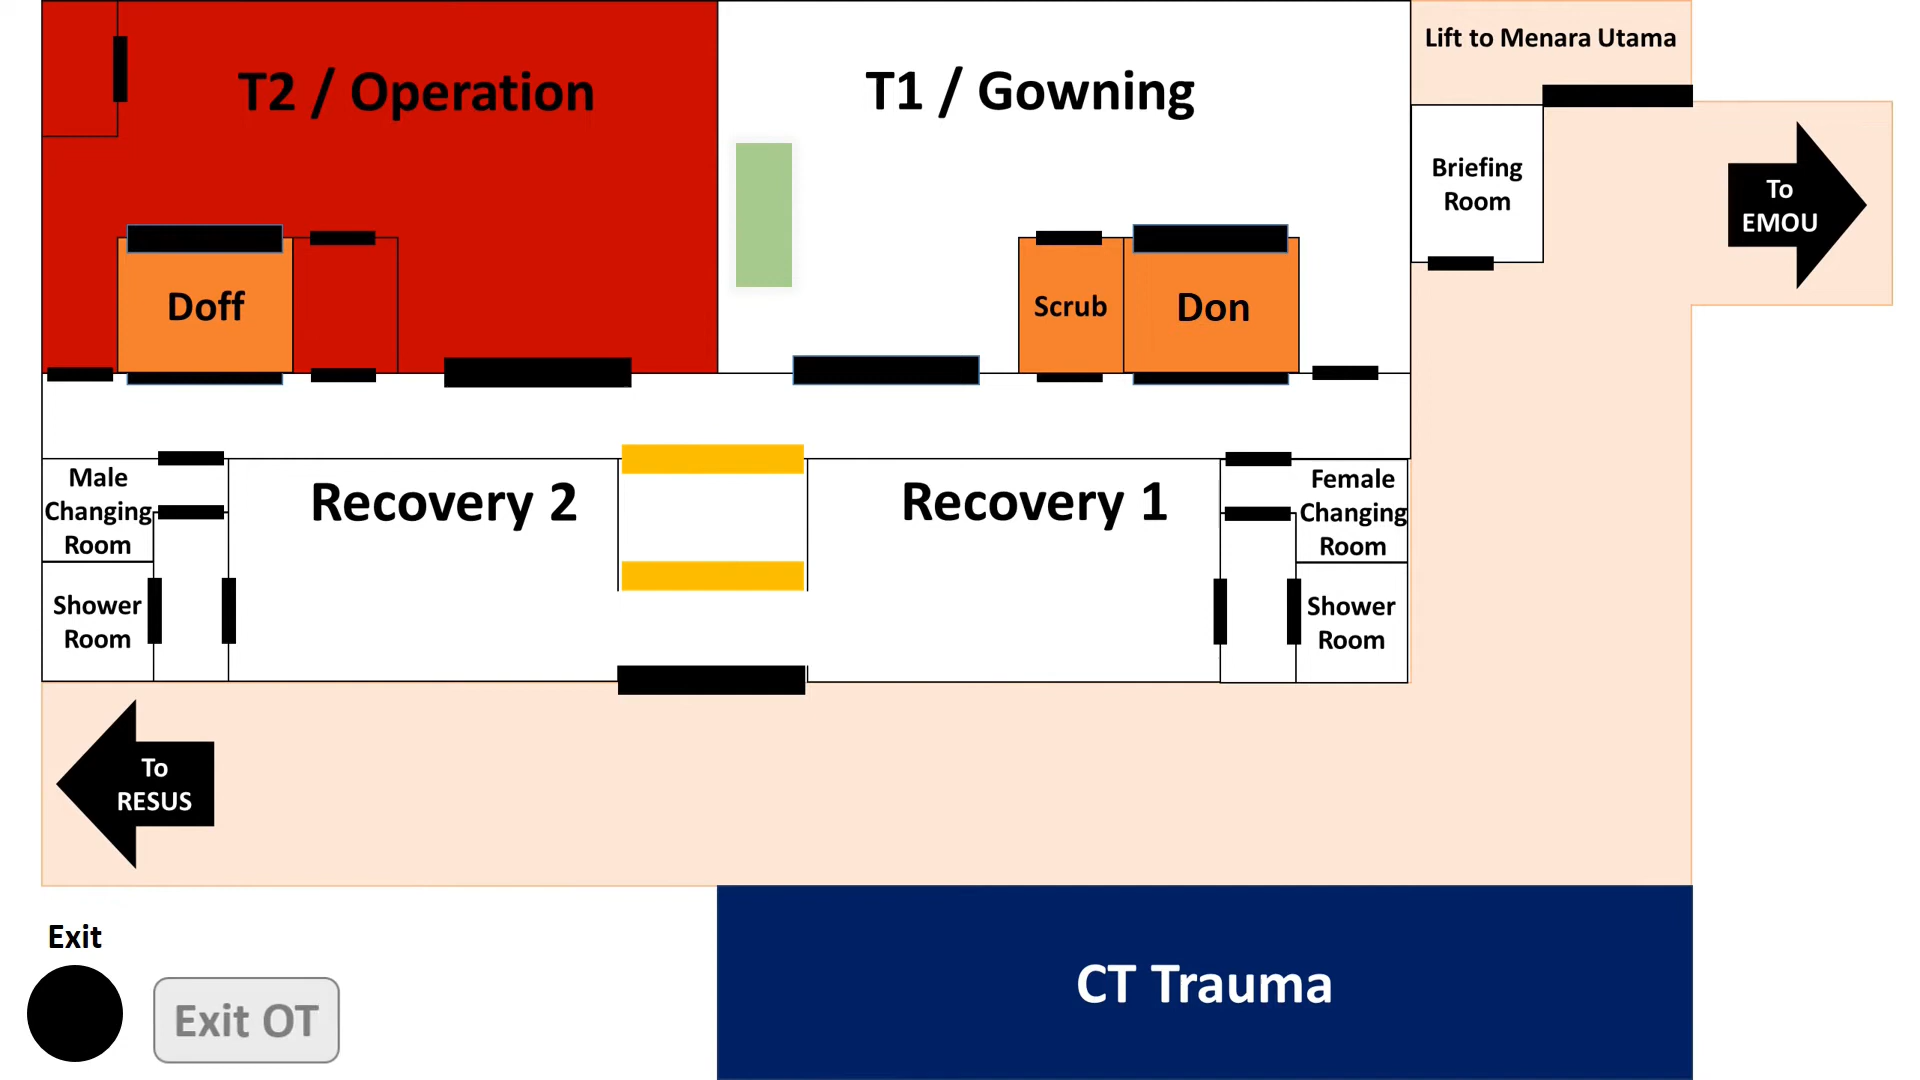 Lift to Menara Utama
T2 / Operation
T1 / Gowning
Briefing
Room
To
EMOU
Doff
Scrub
Don
Male
Changing
Room
Recovery 2
Recovery 1
Female
Changing
Room
Shower
Room
Shower
Room
To
RESUS
Exit
Exit OT
CT Trauma